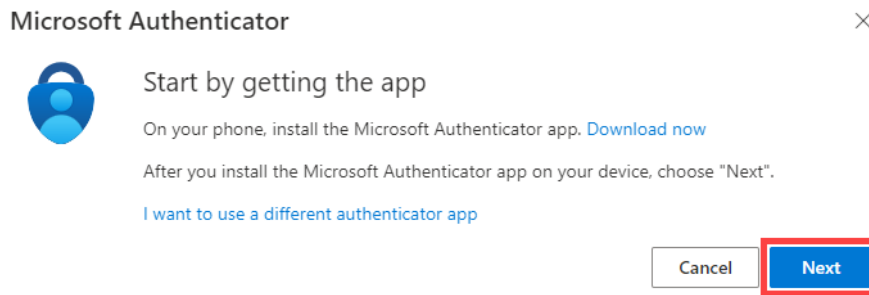 Microsoft Authenticator
Start by getting the app
On your phone, install the Microsoft Authenticator app. Download now
After you install the Microsoft Authenticator app on your device, choose "Next".
I want to use a different authenticator app
Cancel Next